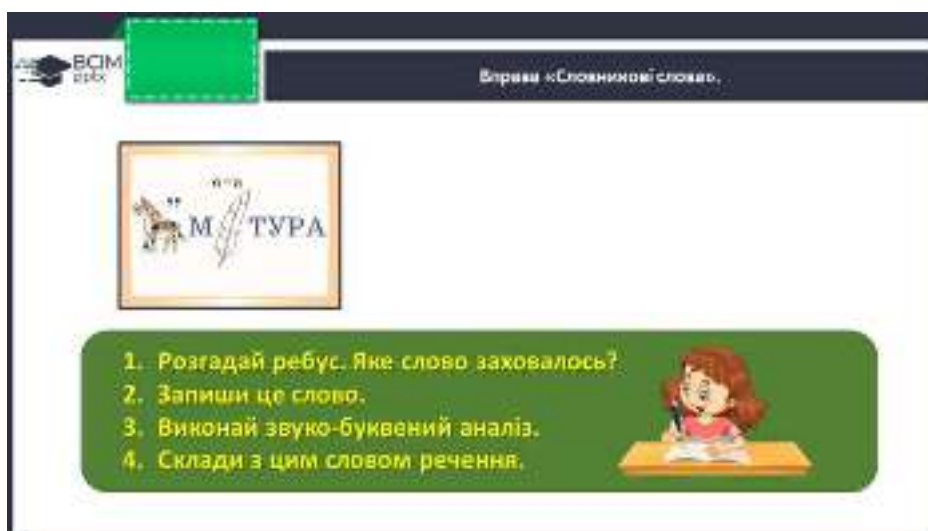 ВСІМ
pptx
Вправа «Словникові слова».
"
п=п
М ТУРА
1. Розгадай ребус. Яке слово заховалось?
2. Запиши це слово.
3. Виконай звуко-буквений аналіз.
4. Склади з цим словом речення.